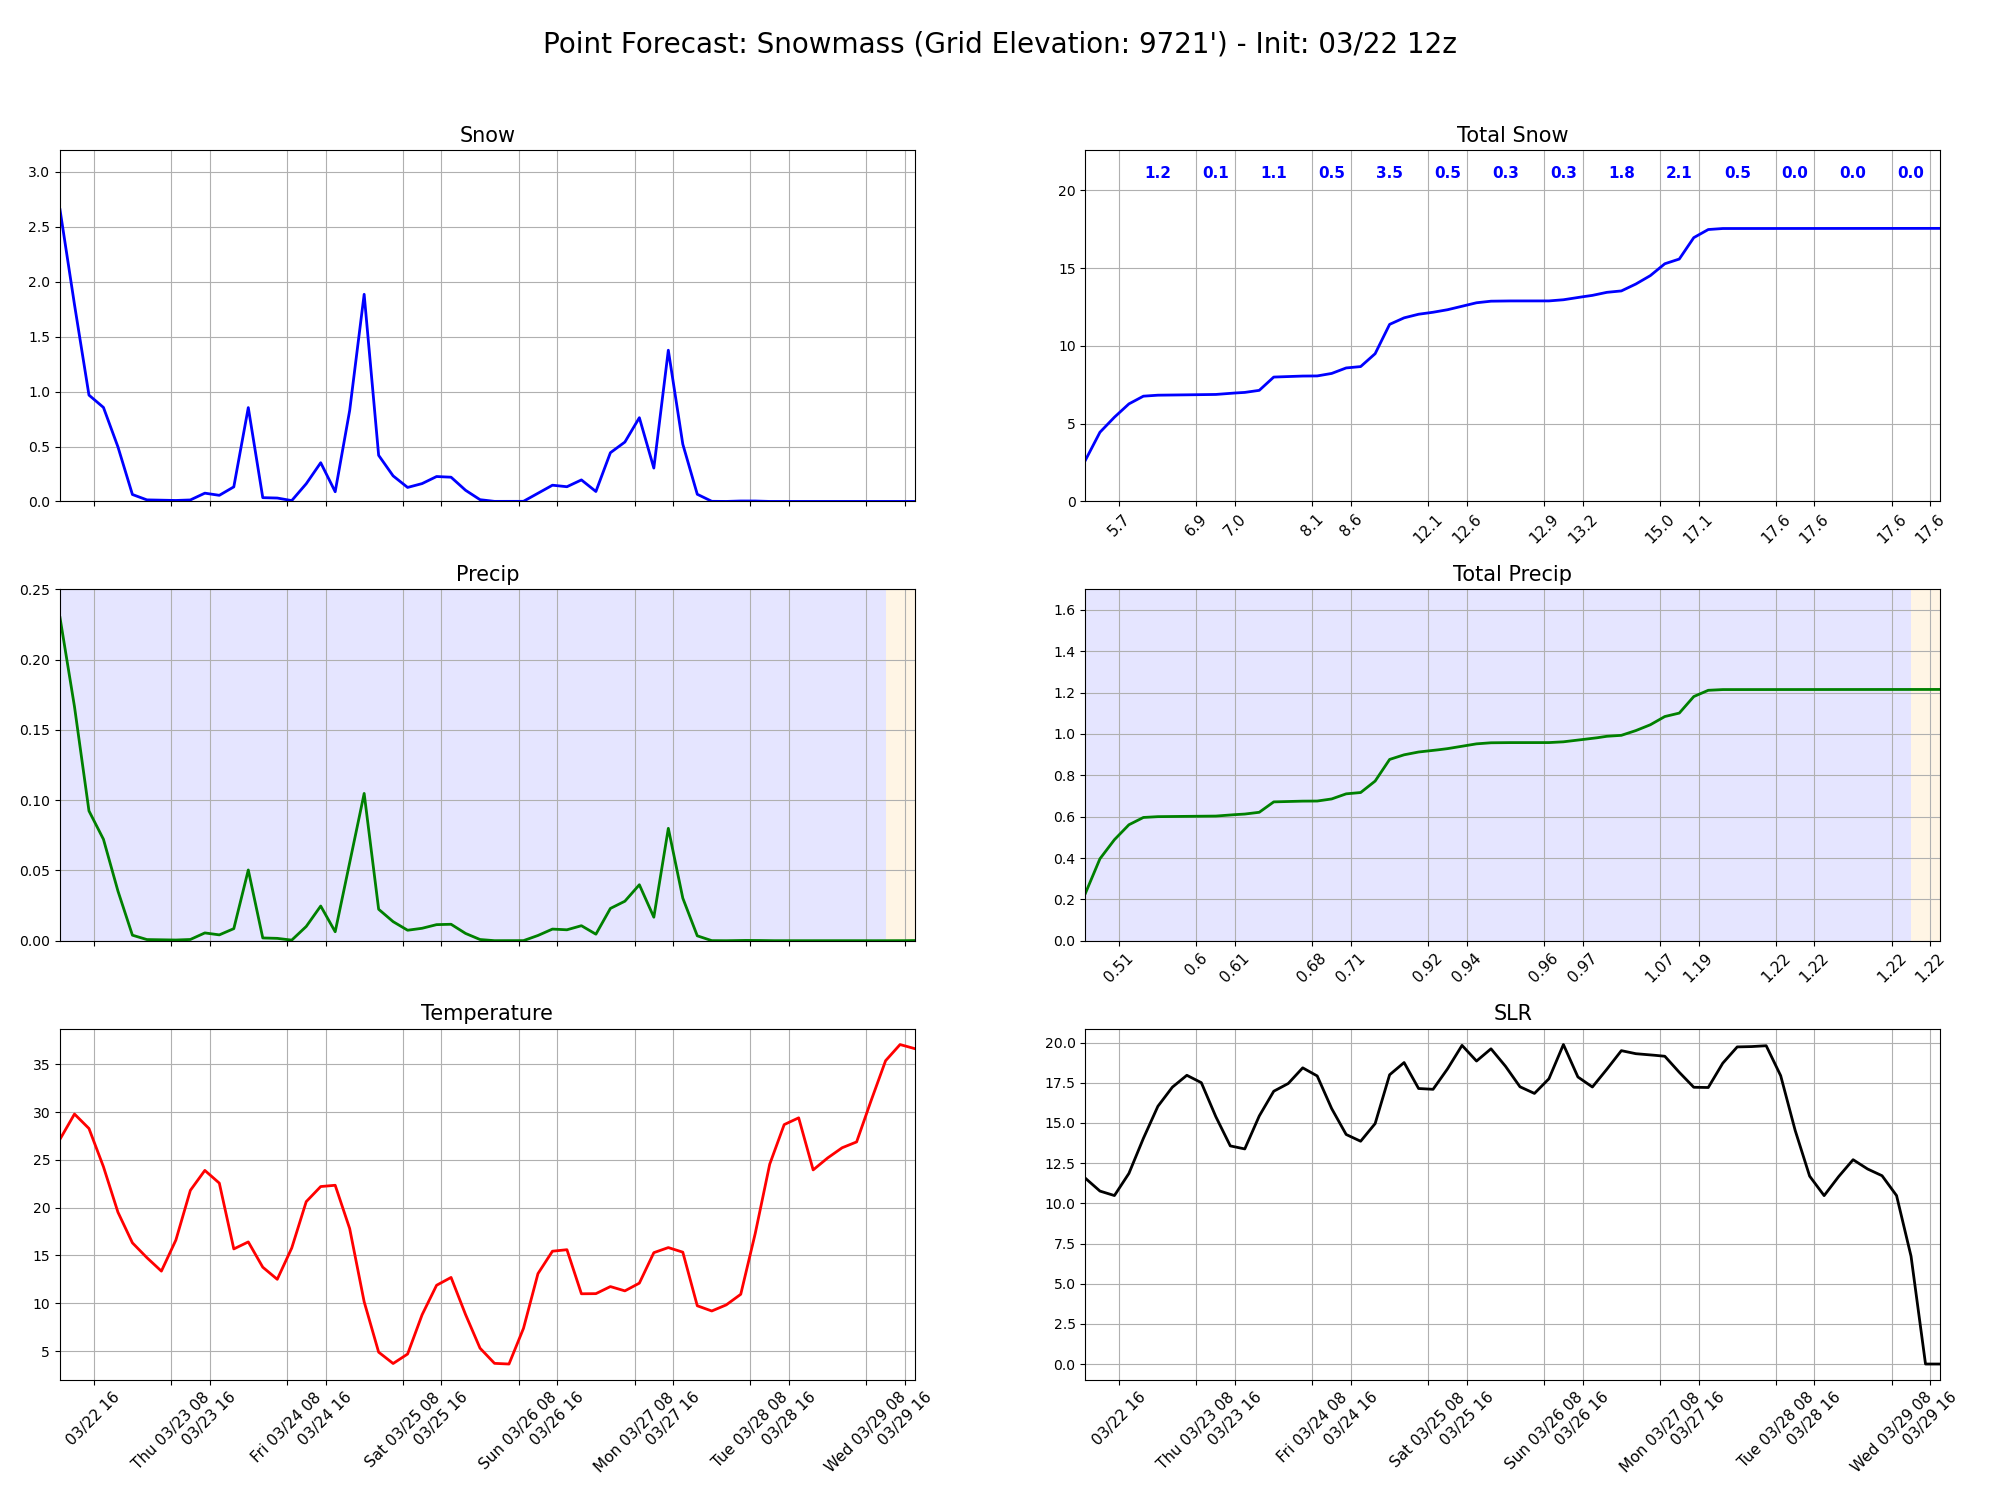 Point Forecast: Snowmass (Grid Elevation: 9721') - Init: 03/22 12z
Snow
3.0
2.5
2.0
1.5
1.0
0.5
0.0
Total Snow
1.2 0.1 1.1 0.5 3.5 0.5 0.3 0.3 1.8 2.1 0.5 0.0 0.0 0.0
20
15
10
5
0
5.7 6.9 7.0 8.1 8.6 12.1 12.6 12.9 13.2 15.0 17.1 17.6 17.6 17.6 17.6
Precip
0.25
0.20
0.15
0.10
0.05
0.00
Total Precip
1.6
1.4
1.2
1.0
0.8
0.6
0.4
0.2
0.0
0.51 0.6 0.61 0.68 0.71 0.92 0.94 0.96 0.97 1.07 1.19 1.22 1.22 1.22 1.22
Temperature
35
30
25
20
15
10
5
03/22 16
Thu 03/23 08
03/23 16
Fri 03/24 08
03/24 16
Sat 03/25 08
03/25 16
Sun 03/26 08
03/26 16
Mon 03/27 08
03/27 16
Tue 03/28 08
03/28 16
Wed 03/29 08
03/29 16
SLR
20.0
17.5
15.0
12.5
10.0
7.5
5.0
2.5
0.0
03/22 16
Thu 03/23 08
03/23 16
Fri 03/24 08
03/24 16
Sat 03/25 08
03/25 16
Sun 03/26 08
03/26 16
Mon 03/27 08
03/27 16
Tue 03/28 08
03/28 16
Wed 03/29 08
03/29 16